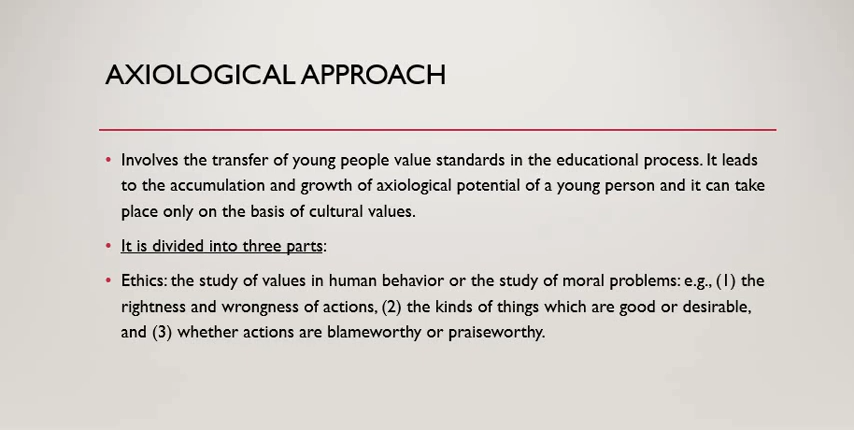 AXIOLOGICAL APPROACH
• Involves the transfer of young people value standards in the educational process. It leads
to the accumulation and growth of axiological potential of a young person and it can take
place only on the basis of cultural values.
• It is divided into three parts:
• Ethics: the study of values in human behavior or the study of moral problems: e.g., (1) the
rightness and wrongness of actions, (2) the kinds of things which are good or desirable,
and (3) whether actions are blameworthy or praiseworthy.